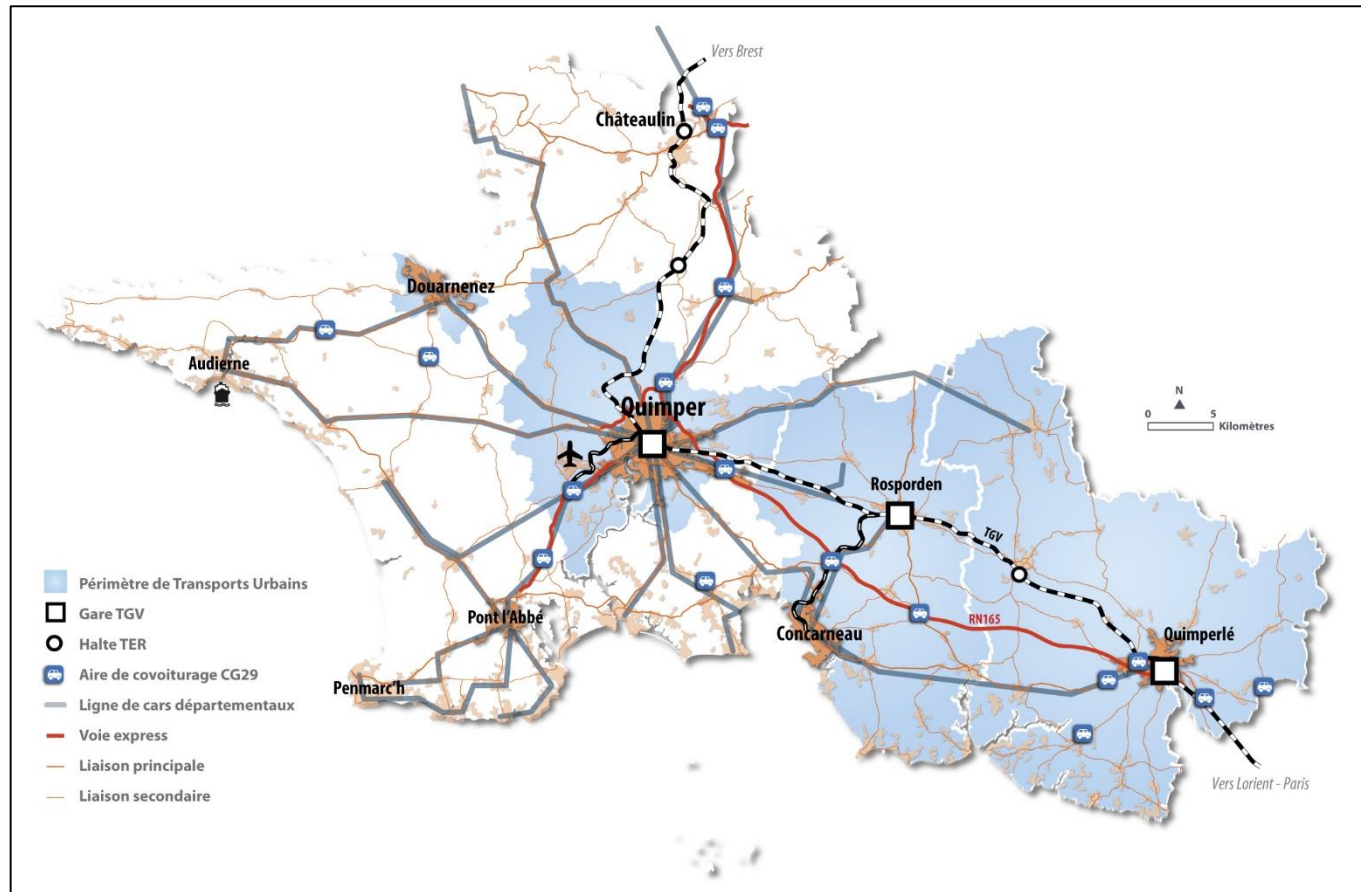 Vers Brest
Châteaulin
Douarnenez
Audierne
Quimper
N
0 5
Kilomètres
Rosporden
TGV
RN165
Pont l'Abbé
Concarneau
Quimperlé
Penmarc'h
Vers Lorient - Paris
Périmètre de Transports Urbains
Gare TGV
Halte TER
Aire de covoiturage CG29
Ligne de cars départementaux
Voie express
Liaison principale
Liaison secondaire